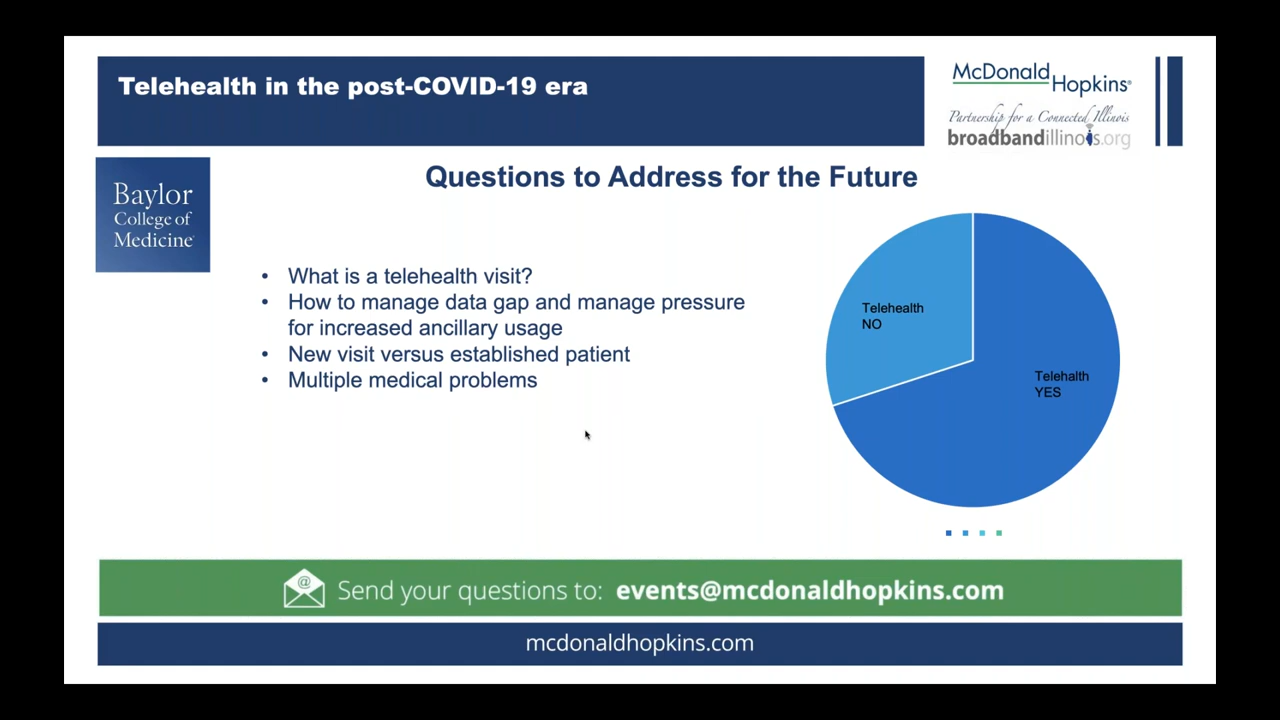 Telehealth in the post-COVID-19 era
McDonald
Hopkins
Partnership for a Connected Illinois
broadbandillinois.org
Baylor
College of
Medicine
Questions to Address for the Future
• What is a telehealth visit?
• How to manage data gap and manage pressure
for increased ancillary usage
• New visit versus established patient
• Multiple medical problems
Telehealth
NO
Telehalth
YES
@
Send your questions to: events@mcdonaldhopkins.com
mcdonaldhopkins.com